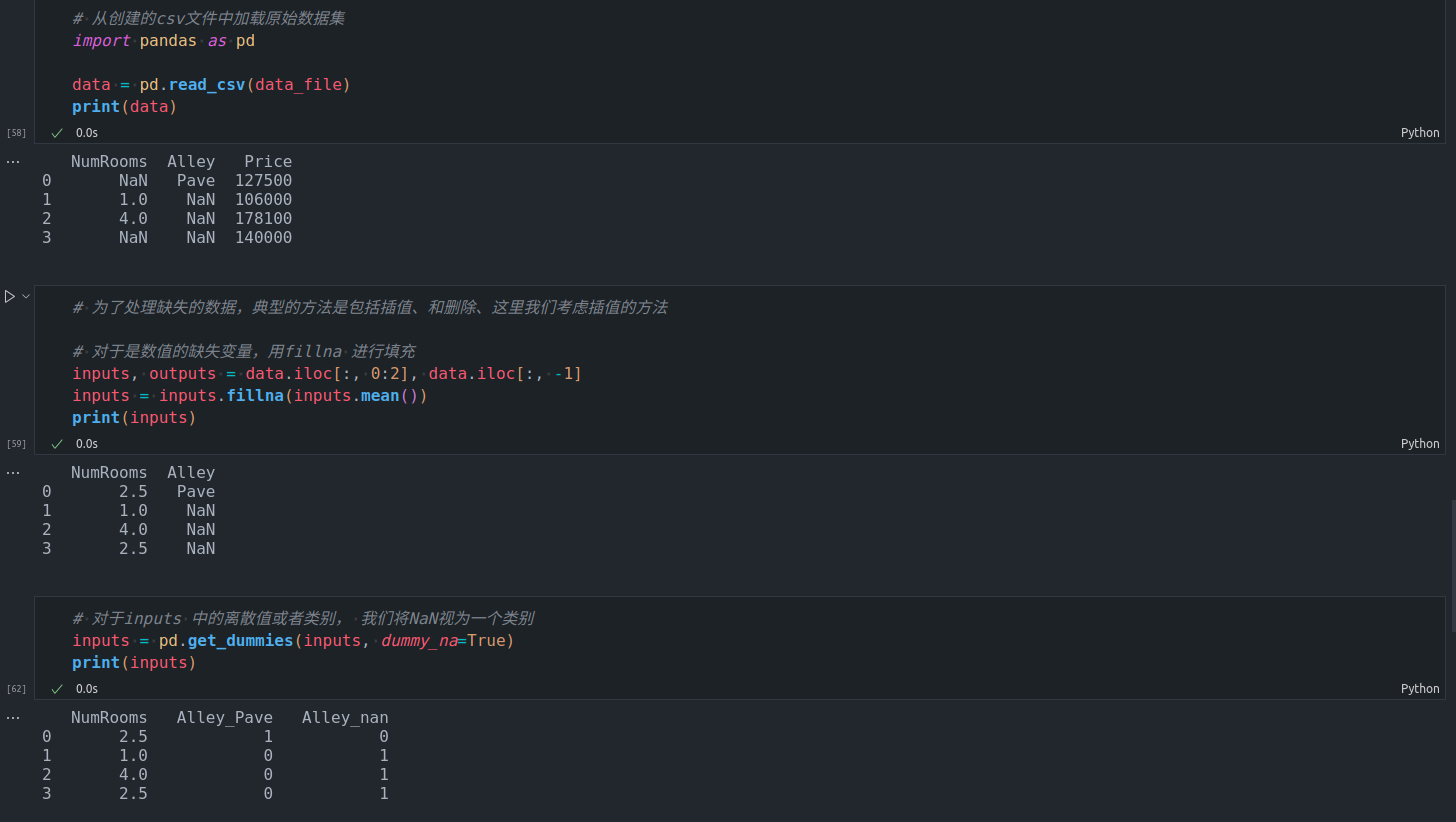 # 从创建的csv文件中加载原始数据集
import pandas as pd
data = pd.read_csv(data_file)
print(data)
[58] 0.0s Python
... NumRooms Alley Price
0 NaN Pave 127500
1 1.0 NaN 106000
2 4.0 NaN 178100
3 NaN NaN 140000
# 为了处理缺失的数据，典型的方法是包括插值、和删除、这里我们考虑插值的方法
# 对于是数值的缺失变量，用fillna 进行填充
inputs, outputs = data.iloc[:, 0:2], data.iloc[:, -1]
inputs = inputs.fillna(inputs.mean())
print(inputs)
[59] 0.0s Python
... NumRooms Alley
0 2.5 Pave
1 1.0 NaN
2 4.0 NaN
3 2.5 NaN
# 对于inputs 中的离散值或者类别， 我们将NaN视为一个类别
inputs = pd.get_dummies(inputs, dummy_na=True)
print(inputs)
[62] 0.0s Python
... NumRooms Alley_Pave Alley_nan
0 2.5 1 0
1 1.0 0 1
2 4.0 0 1
3 2.5 0 1